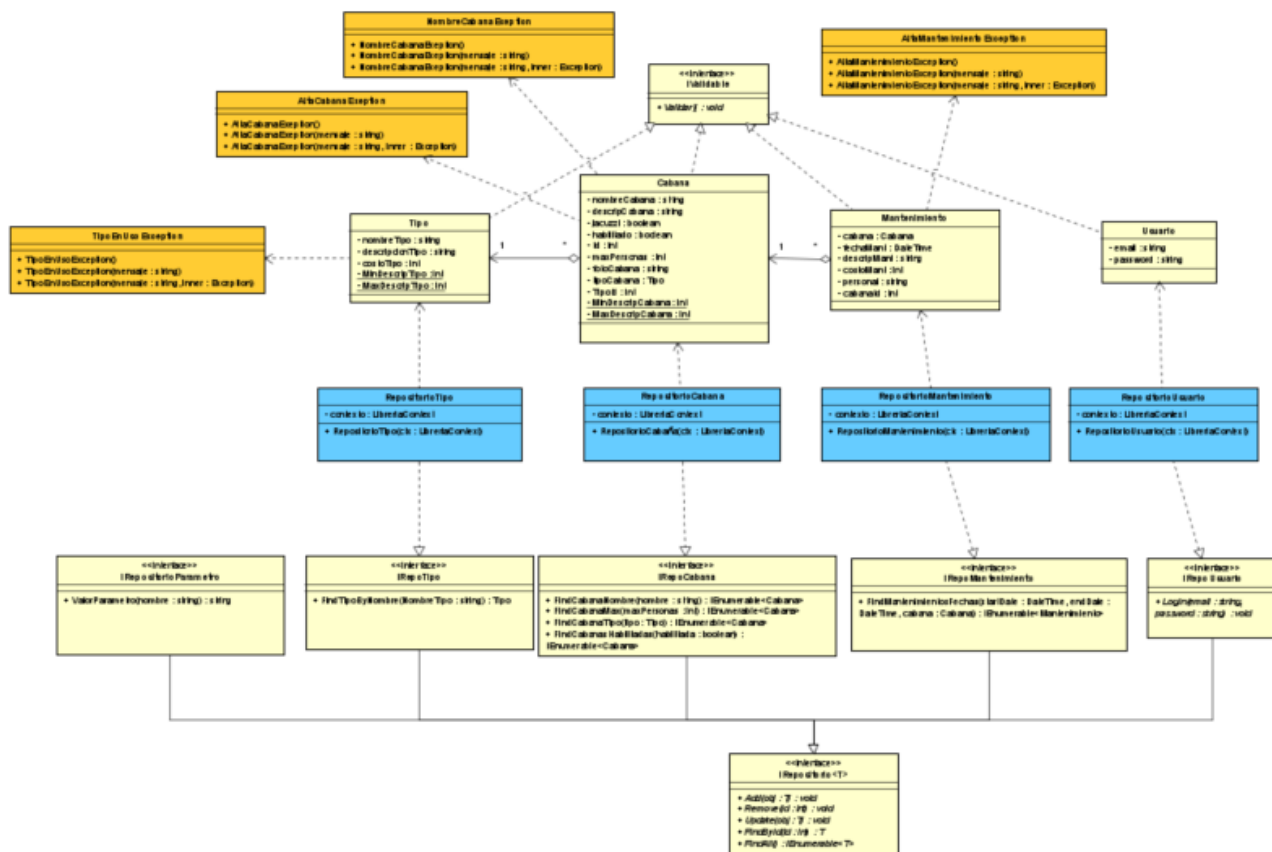 NombreCabanaExeption
+ NombreCabanaExeption()
+ NombreCabanaExeption(mensaje : string)
+ NombreCabanaExeption(mensaje : string, inner : Exception)
AltaMantenimiento Exception
+ AltaMantenimientoException()
+ AltaMantenimientoException(mensaje : string)
+ AltaMantenimientoException(mensaje : string, inner : Exception)
<<Interface>>
IValidable
+ Validar() : void
AltaCabanaExeption
+ AltaCabanaExeption()
+ AltaCabanaExeption(mensaje : string)
+ AltaCabanaExeption(mensaje : string, inner : Exception)
Cabana
- nombreCabana : string
- descripCabana : string
- jacuzzi : boolean
- habilitado : boolean
- id : int
- maxPersonas : int
- fotoCabana : string
- tipoCabana : Tipo
- TipoId : int
- MinDescripCabana : int
- MaxDescripCabana : int
Tipo
- nombreTipo : string
- descripcionTipo : string
- costoTipo : int
- MinDescripTipo : int
- MaxDescripTipo : int
1
*
Mantenimiento
- cabana : Cabana
- fechaMant : DateTime
- descripMant : string
- costoMant : int
- personal : string
- cabanaId : int
1
*
Usuario
- email : string
- password : string
TipoEnUso Exception
+ TipoEnUsoException()
+ TipoEnUsoException(mensaje : string)
+ TipoEnUsoException(mensaje : string, inner : Exception)
RepositorioTipo
- contexto : LibreriaContext
+ RepositorioTipo(ctx : LibreriaContext)
RepositorioCabana
- contexto : LibreriaContext
+ RepositorioCabaña(ctx : LibreriaContext)
RepositorioMantenimiento
- contexto : LibreriaContext
+ RepositorioMantenimiento(ctx : LibreriaContext)
RepositorioUsuario
- contexto : LibreriaContext
+ RepositorioUsuario(ctx : LibreriaContext)
<<Interface>>
IRepositorioParametro
+ ValorParametro(nombre : string) : string
<<Interface>>
IRepoTipo
+ FindTipoByNombre(NombreTipo : string) : Tipo
<<Interface>>
IRepoCabana
+ FindCabanaNombre(nombre : string) : IEnumerable<Cabana>
+ FindCabanaMax(maxPersonas : int) : IEnumerable<Cabana>
+ FindCabanaTipo(tipo : Tipo) : IEnumerable<Cabana>
+ FindCabanasHabilitadas(habilitada : boolean) :
IEnumerable<Cabana>
<<Interface>>
IRepoMantenimiento
+ FindMantenimientosFechas(startDate : DateTime, endDate :
DateTime, cabana : Cabana) : IEnumerable<Mantenimiento>
<<Interface>>
IRepoUsuario
+ Login(email : string,
password : string) : void
<<Interface>>
IRepositorio<T>
+ Add(obj : T) : void
+ Remove(id : int) : void
+ Update(obj : T) : void
+ FindById(id : int) : T
+ FindAll() : IEnumerable<T>